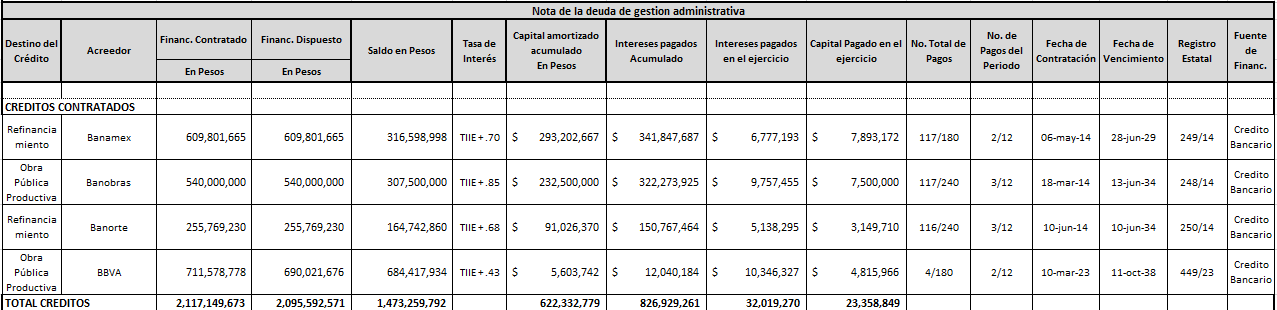 Nota de la deuda de gestion administrativa
Destino del Crédito | Acreedor | Financ. Contratado En Pesos | Financ. Dispuesto En Pesos | Saldo en Pesos | Tasa de Interés | Capital amortizado acumulado En Pesos | Intereses pagados Acumulado | Intereses pagados en el ejercicio | Capital Pagado en el ejercicio | No. Total de Pagos | No. de Pagos del Periodo | Fecha de Contratación | Fecha de Vencimiento | Registro Estatal | Fuente de Financ.
CREDITOS CONTRATADOS
Refinanciamiento | Banamex | 609,801,665 | 609,801,665 | 316,598,998 | TIIE+.70 | $ 293,202,667 | 341,847,687 | 6,777,193 | 7,893,172 | 117/180 | 2/12 | 06-may-14 | 28-jun-29 | 249/14 | Credito Bancario
Obra Pública Productiva | Banobras | 540,000,000 | 540,000,000 | 307,500,000 | TIIE+.85 | $ 232,500,000 | $ 322,273,925 | $ 9,757,455 | $ 7,500,000 | 117/240 | 3/12 | 18-mar-14 | 13-jun-34 | 248/14 | Credito Bancario
Refinanciamiento | Banorte | 255,769,230 | 255,769,230 | 164,742,860 | TIIE+.68 | $ 91,026,370 | $ 150,767,464 | $ 5,138,295 | $ 3,149,710 | 116/240 | 3/12 | 10-jun-14 | 10-jun-34 | 250/14 | Credito Bancario
Obra Pública Productiva | BBVA | 711,578,778 | 690,021,676 | 684,417,934 | TIIE+.43 | $ 5,603,742 | $ 12,040,184 | $ 10,346,327 | $ 4,815,966 | 4/180 | 2/12 | 10-mar-23 | 11-oct-38 | 449/23 | Credito Bancario
TOTAL CREDITOS | 2,117,149,673 | 2,095,592,571 | 1,473,259,792 | 622,332,779 | 826,929,261 | 32,019,270 | 23,358,849